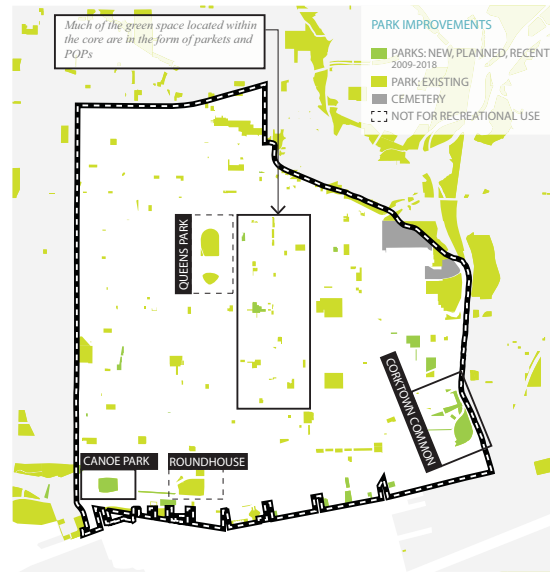 Much of the green space located within
the core are in the form of parkets and
POPs
PARK IMPROVEMENTS
PARKS: NEW, PLANNED, RECENT
2009-2018
PARK: EXISTING
CEMETERY
NOT FOR RECREATIONAL USE
QUEENS PARK
CORKTOWN COMMON
CANOE PARK
ROUNDHOUSE